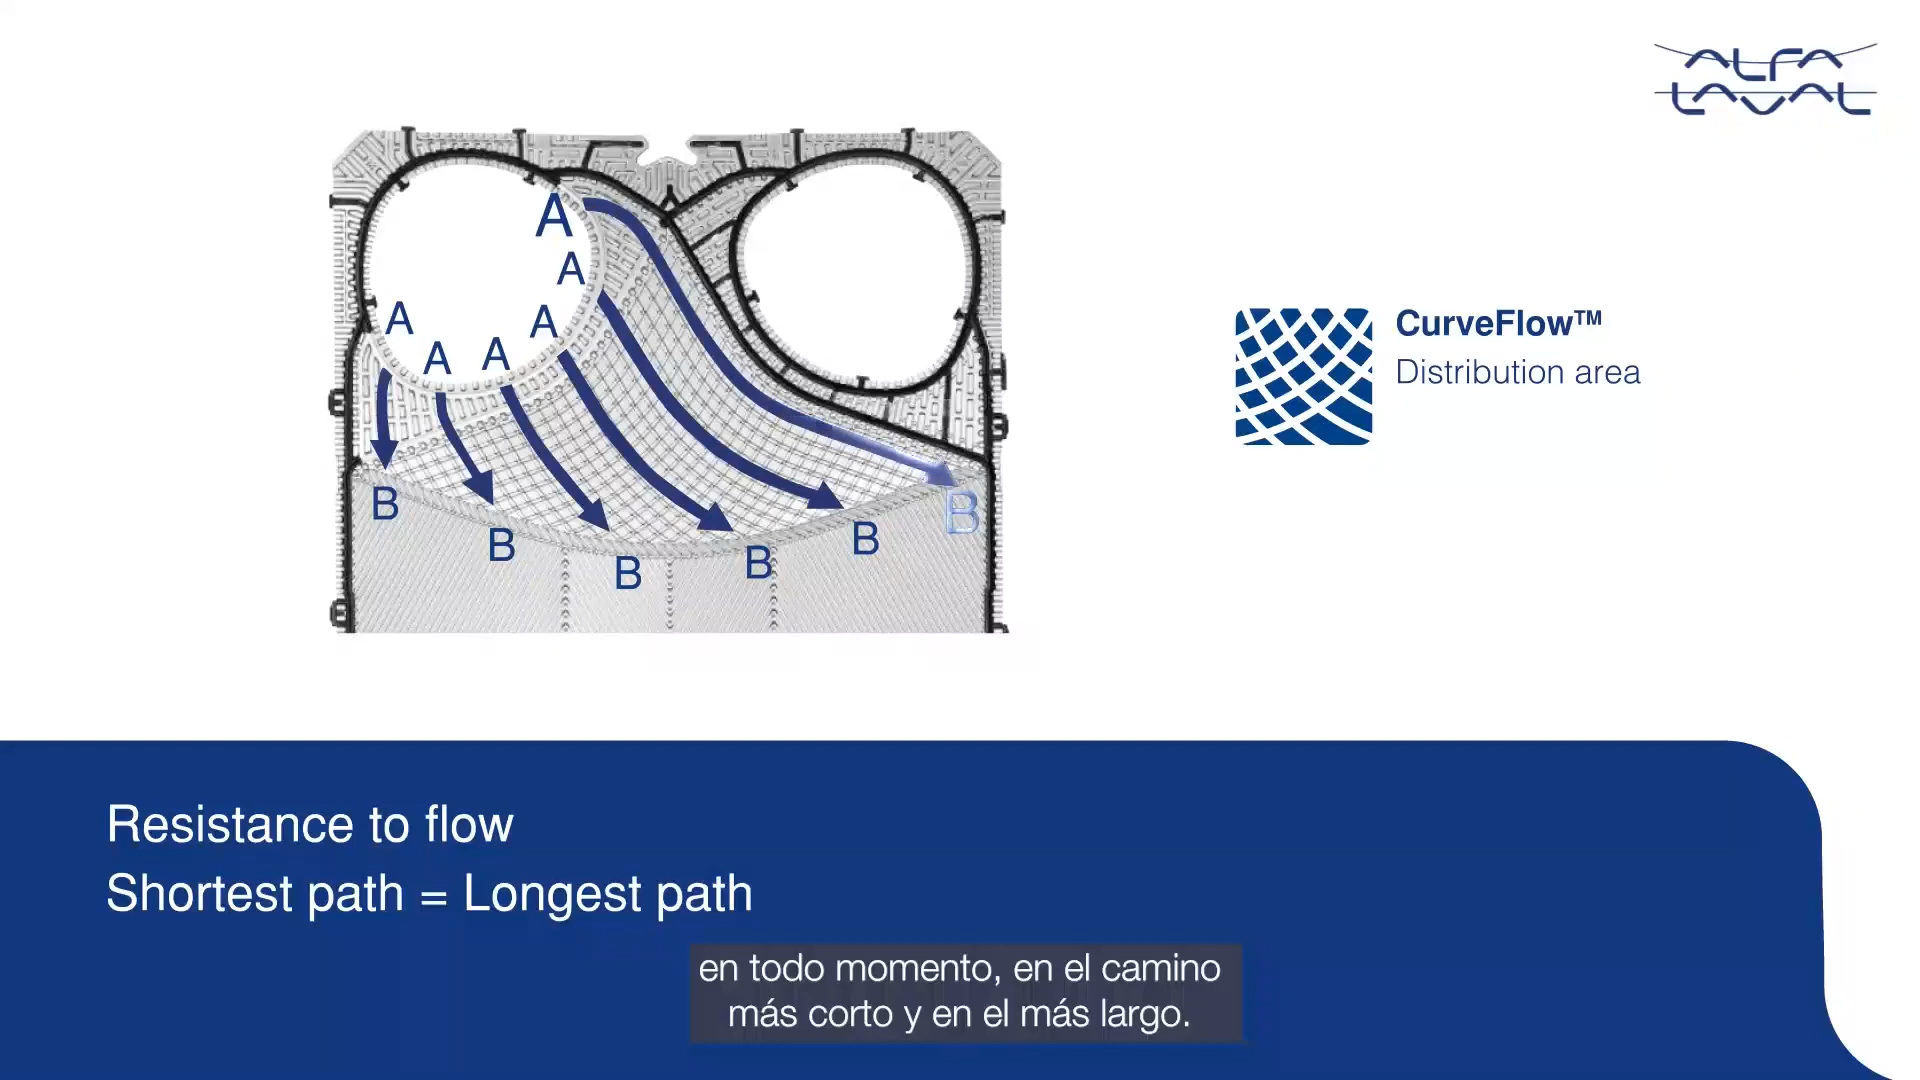 ALFA
LAVAL
A
A
A
A
A
A
B
B
B
B
B
B
CurveFlow™
Distribution area
Resistance to flow
Shortest path = Longest path
en todo momento, en el camino
más corto y en el más largo.